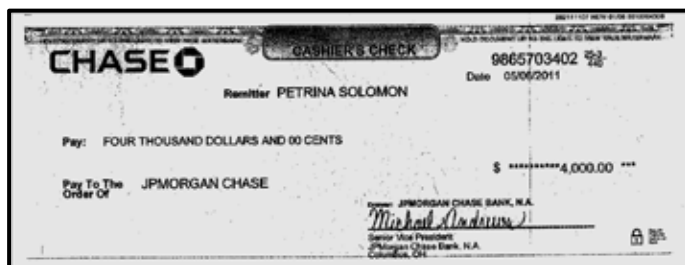 CASHIER'S CHECK
CHASE
9865703402
Date 05/06/2011
Remitter PETRINA SOLOMON
Pay: FOUR THOUSAND DOLLARS AND 00 CENTS
$ **********4,000.00 ***
Pay To The
Order Of JPMORGAN CHASE
JPMORGAN CHASE BANK, N.A.
Michael Andrews
Senior Vice President
JPMorgan Chase Bank, N.A.
Columbus, OH